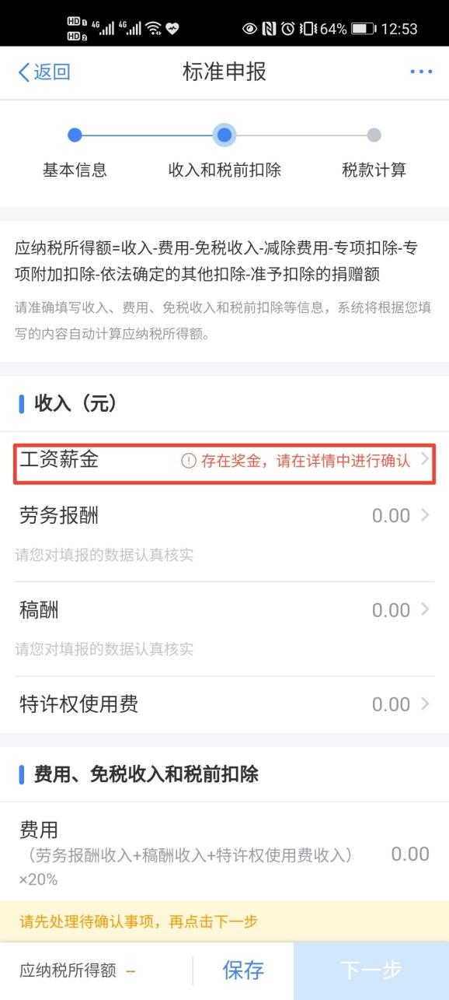 HD 1 4G 4G 64% 12:53
HD 2
返回 标准申报
基本信息 收入和税前扣除 税款计算
应纳税所得额=收入-费用-免税收入-减除费用-专项扣除-专
项附加扣除-依法确定的其他扣除-准予扣除的捐赠额
请准确填写收入、费用、免税收入和税前扣除等信息，系统将根据您填
写的内容自动计算应纳税所得额。
收入（元）
工资薪金 存在奖金，请在详情中进行确认
劳务报酬 0.00
请您对填报的数据认真核实
稿酬 0.00
请您对填报的数据认真核实
特许权使用费 0.00
费用、免税收入和税前扣除
费用
（劳务报酬收入+稿酬收入+特许权使用费收入） 0.00
×20%
请先处理待确认事项，再点击下一步
应纳税所得额 -- 保存 下一步